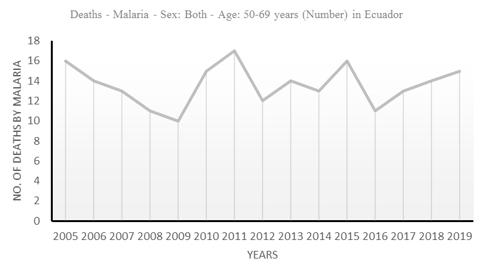 Deaths - Malaria - Sex: Both - Age: 50-69 years (Number) in Ecuador
18
16
14
12
10
8
6
4
2
0
NO. OF DEATHS BY MALARIA
2005 2006 2007 2008 2009 2010 2011 2012 2013 2014 2015 2016 2017 2018 2019
YEARS